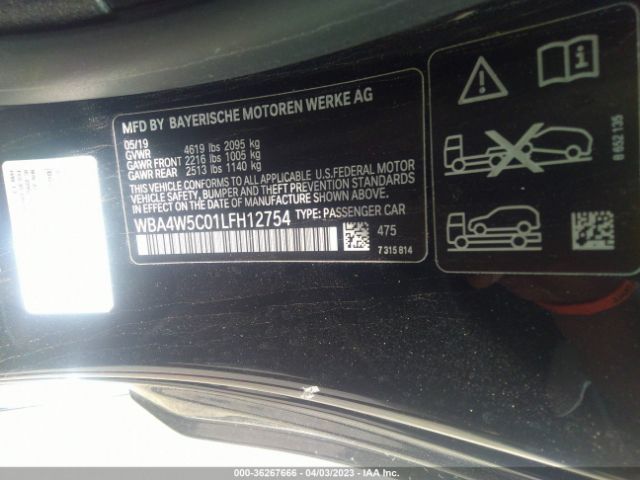 MFD BY BAYERISCHE MOTOREN WERKE AG
05/19
GVWR 4619 lbs 2095 kg
GAWR FRONT 2216 lbs 1005 kg
GAWR REAR 2513 lbs 1140 kg
THIS VEHICLE CONFORMS TO ALL APPLICABLE U.S.FEDERAL MOTOR
VEHICLE SAFETY, BUMPER AND THEFT PREVENTION STANDARDS
IN EFFECT ON THE DATE OF MANUFACTURE SHOWN ABOVE.
WBA4W5C01LFH12754 TYPE: PASSENGER CAR
475
7 315 814
8 652 135
000-36267666 - 04/03/2023 - IAA Inc.